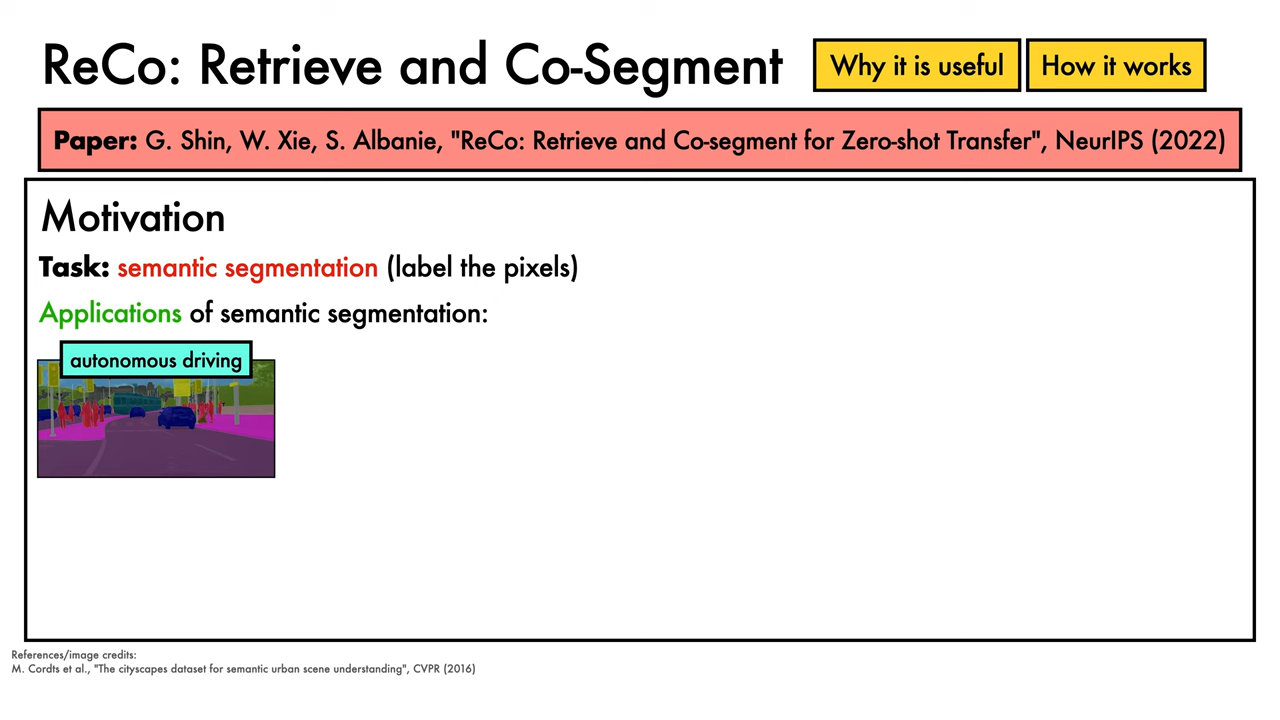 ReCo: Retrieve and Co-Segment
Why it is useful
How it works
Paper: G. Shin, W. Xie, S. Albanie, "ReCo: Retrieve and Co-segment for Zero-shot Transfer", NeurIPS (2022)
Motivation
Task: semantic segmentation (label the pixels)
Applications of semantic segmentation:
autonomous driving
References/image credits:
M. Cordts et al., "The cityscapes dataset for semantic urban scene understanding", CVPR (2016)